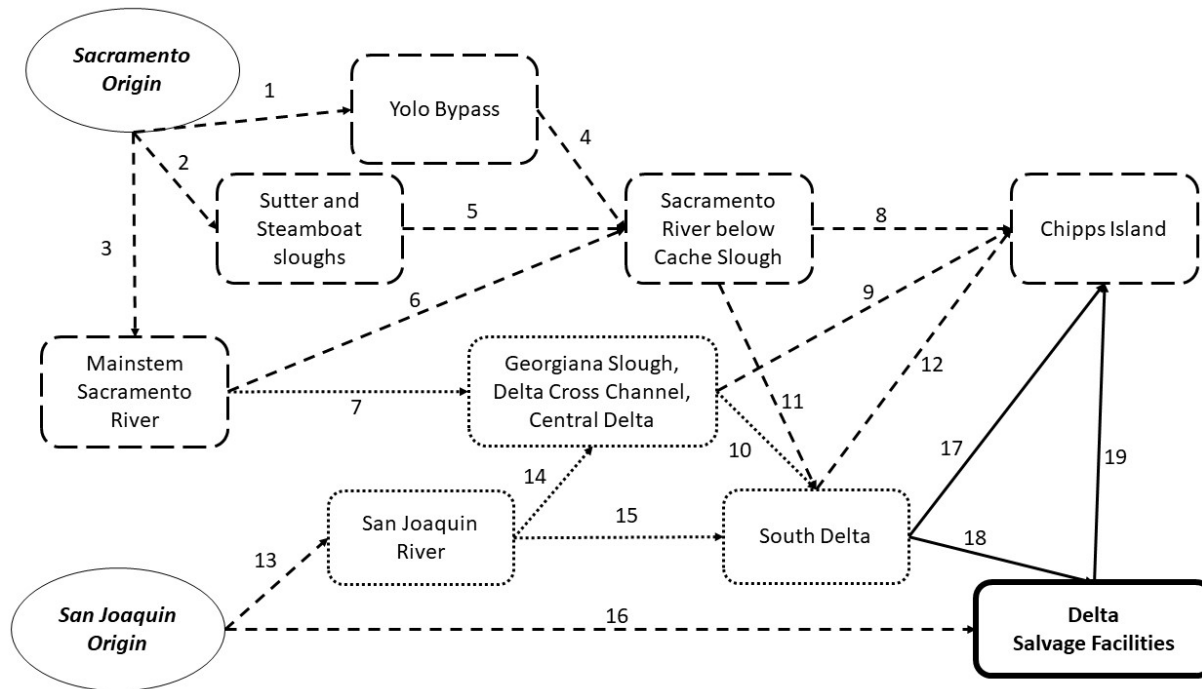 Sacramento
Origin
1
Yolo Bypass
4
2
Sutter and
Steamboat
sloughs
5
Sacramento
River below
Cache Slough
8
Chipps Island
3
6
9
Mainstem
Sacramento
River
7
Georgiana Slough,
Delta Cross Channel,
Central Delta
12
11
10
17
19
14
San Joaquin
River
15
South Delta
18
13
San Joaquin
Origin
16
Delta
Salvage Facilities